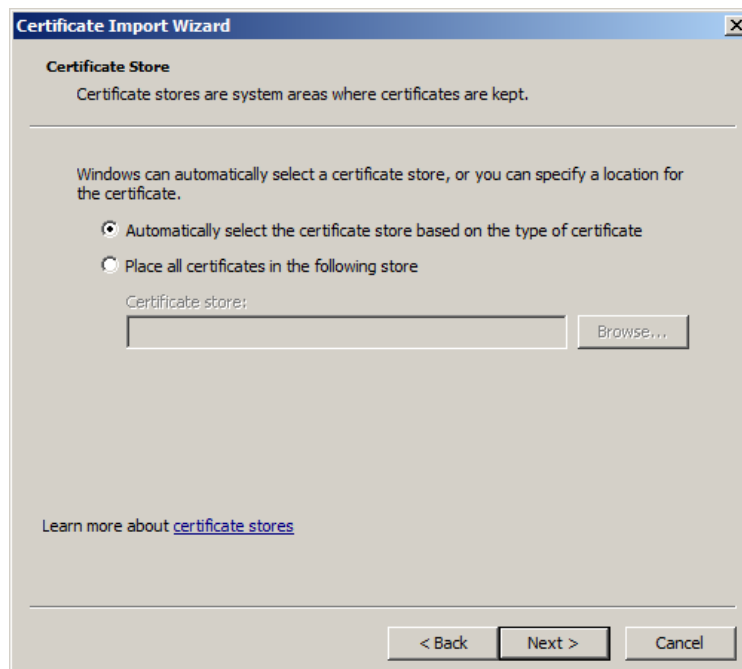 Certificate Import Wizard
Certificate Store
Certificate stores are system areas where certificates are kept.
Windows can automatically select a certificate store, or you can specify a location for
the certificate.
Automatically select the certificate store based on the type of certificate
Place all certificates in the following store
Certificate store:
Browse...
Learn more about certificate stores
< Back Next > Cancel